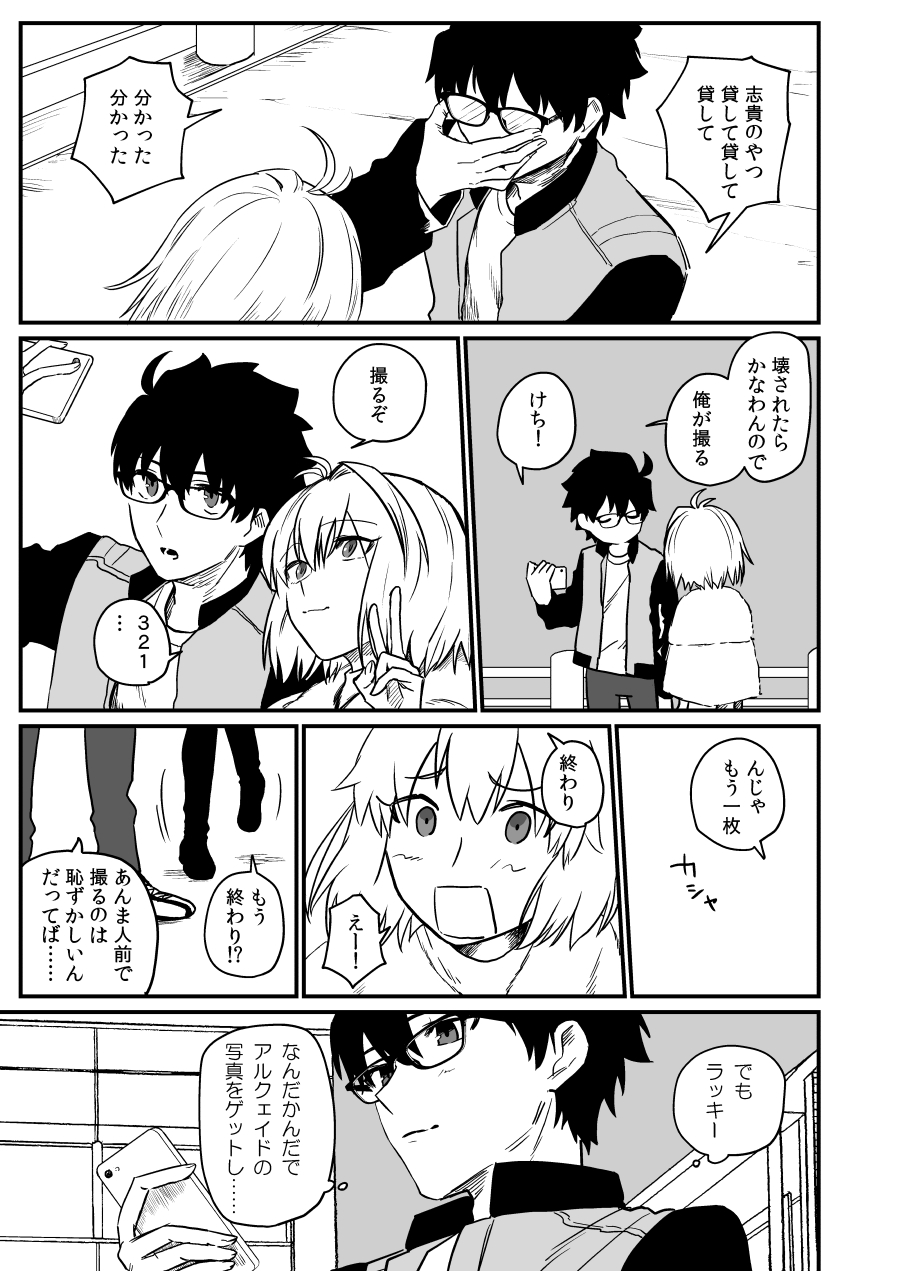 志貴のやつ
貸して貸して
貸して
分かった
分かった
壊されたら
かなわんので
俺が撮る
けち！
撮るぞ
３２１
…
んじゃ
もう一枚
カシャ
終わり
えー！
もう
終わり!?
あんま人前で
撮るのは
恥ずかしいん
だってば……
でも
ラッキー
なんだかんだで
アルクェイドの
写真をゲットし……